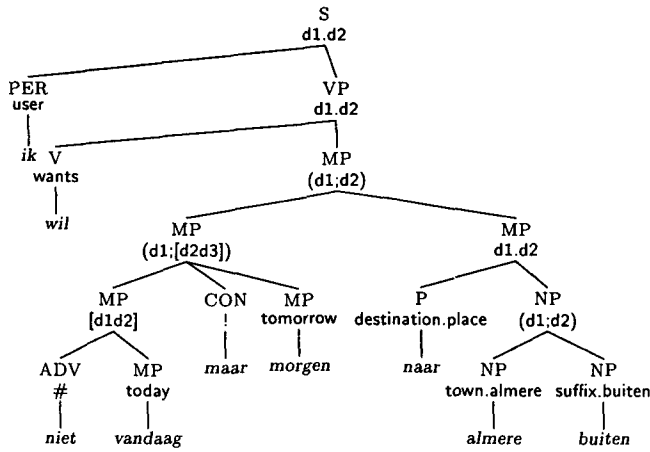 S
d1.d2
PER VP
user d1.d2
ik V MP
wants (d1;d2)
wil MP MP
(d1;[d2d3]) d1.d2
MP CON MP P NP
[d1d2] ! tomorrow destination.place (d1;d2)
ADV MP maar morgen naar NP NP
# today town.almere suffix.buiten
niet vandaag almere buiten